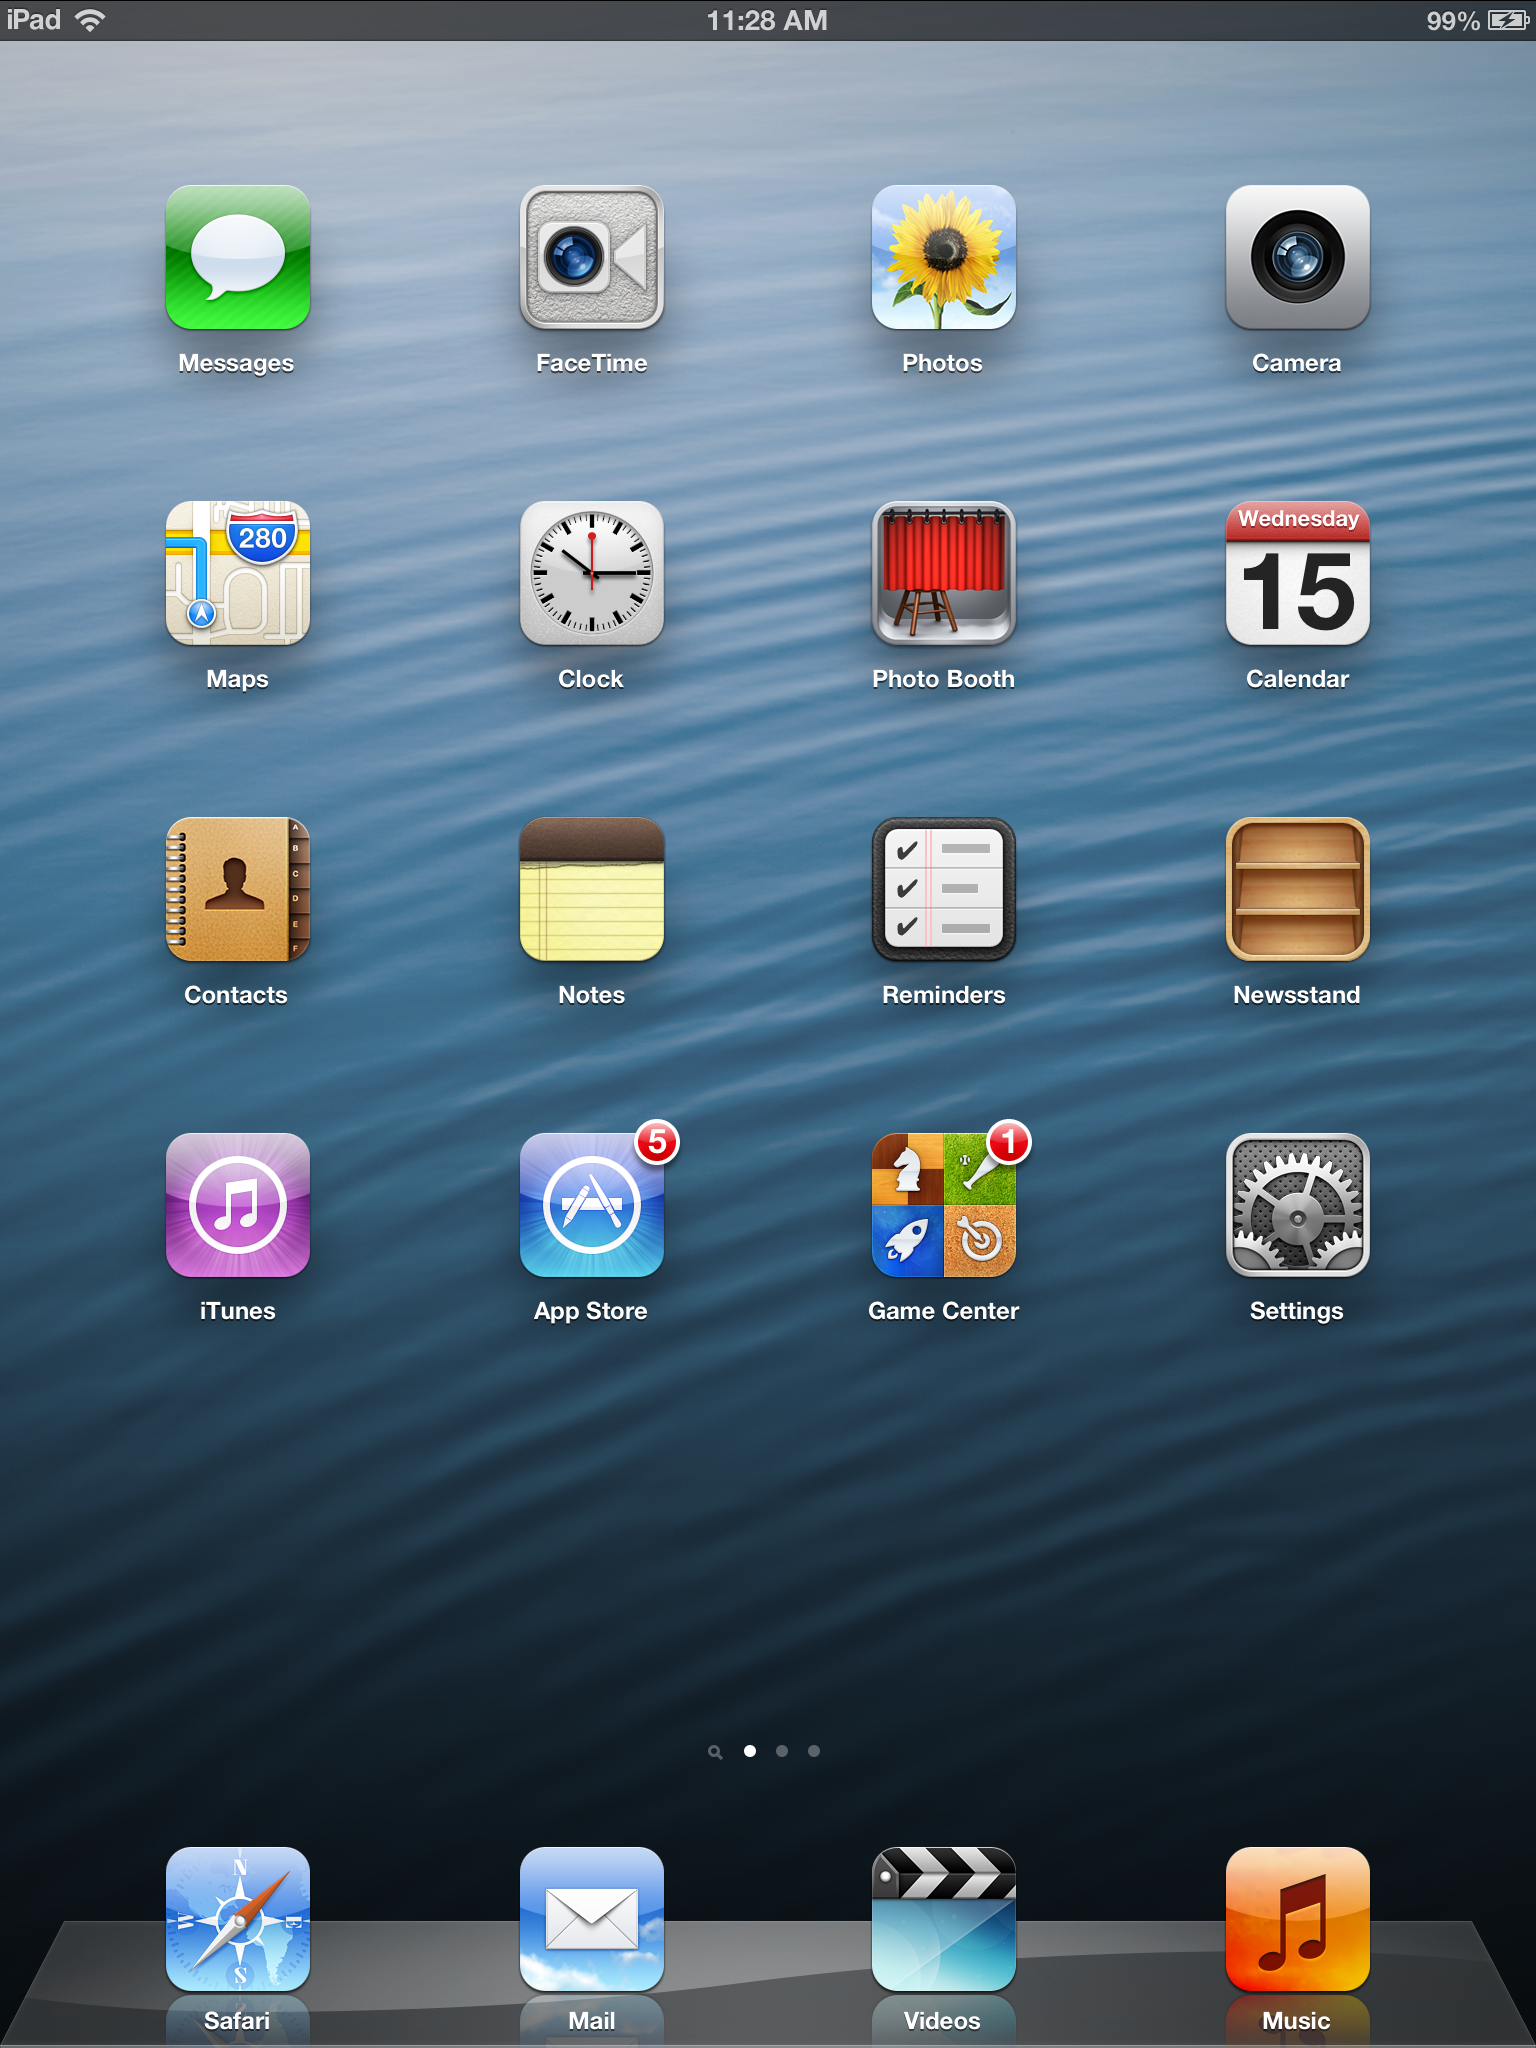 iPad 11:28 AM 99%
Messages FaceTime Photos Camera
280
Wednesday
15
Maps Clock Photo Booth Calendar
A
B
C
D
E
F
Contacts Notes Reminders Newsstand
5 1
iTunes App Store Game Center Settings
N
W E
S
Safari Mail Videos Music